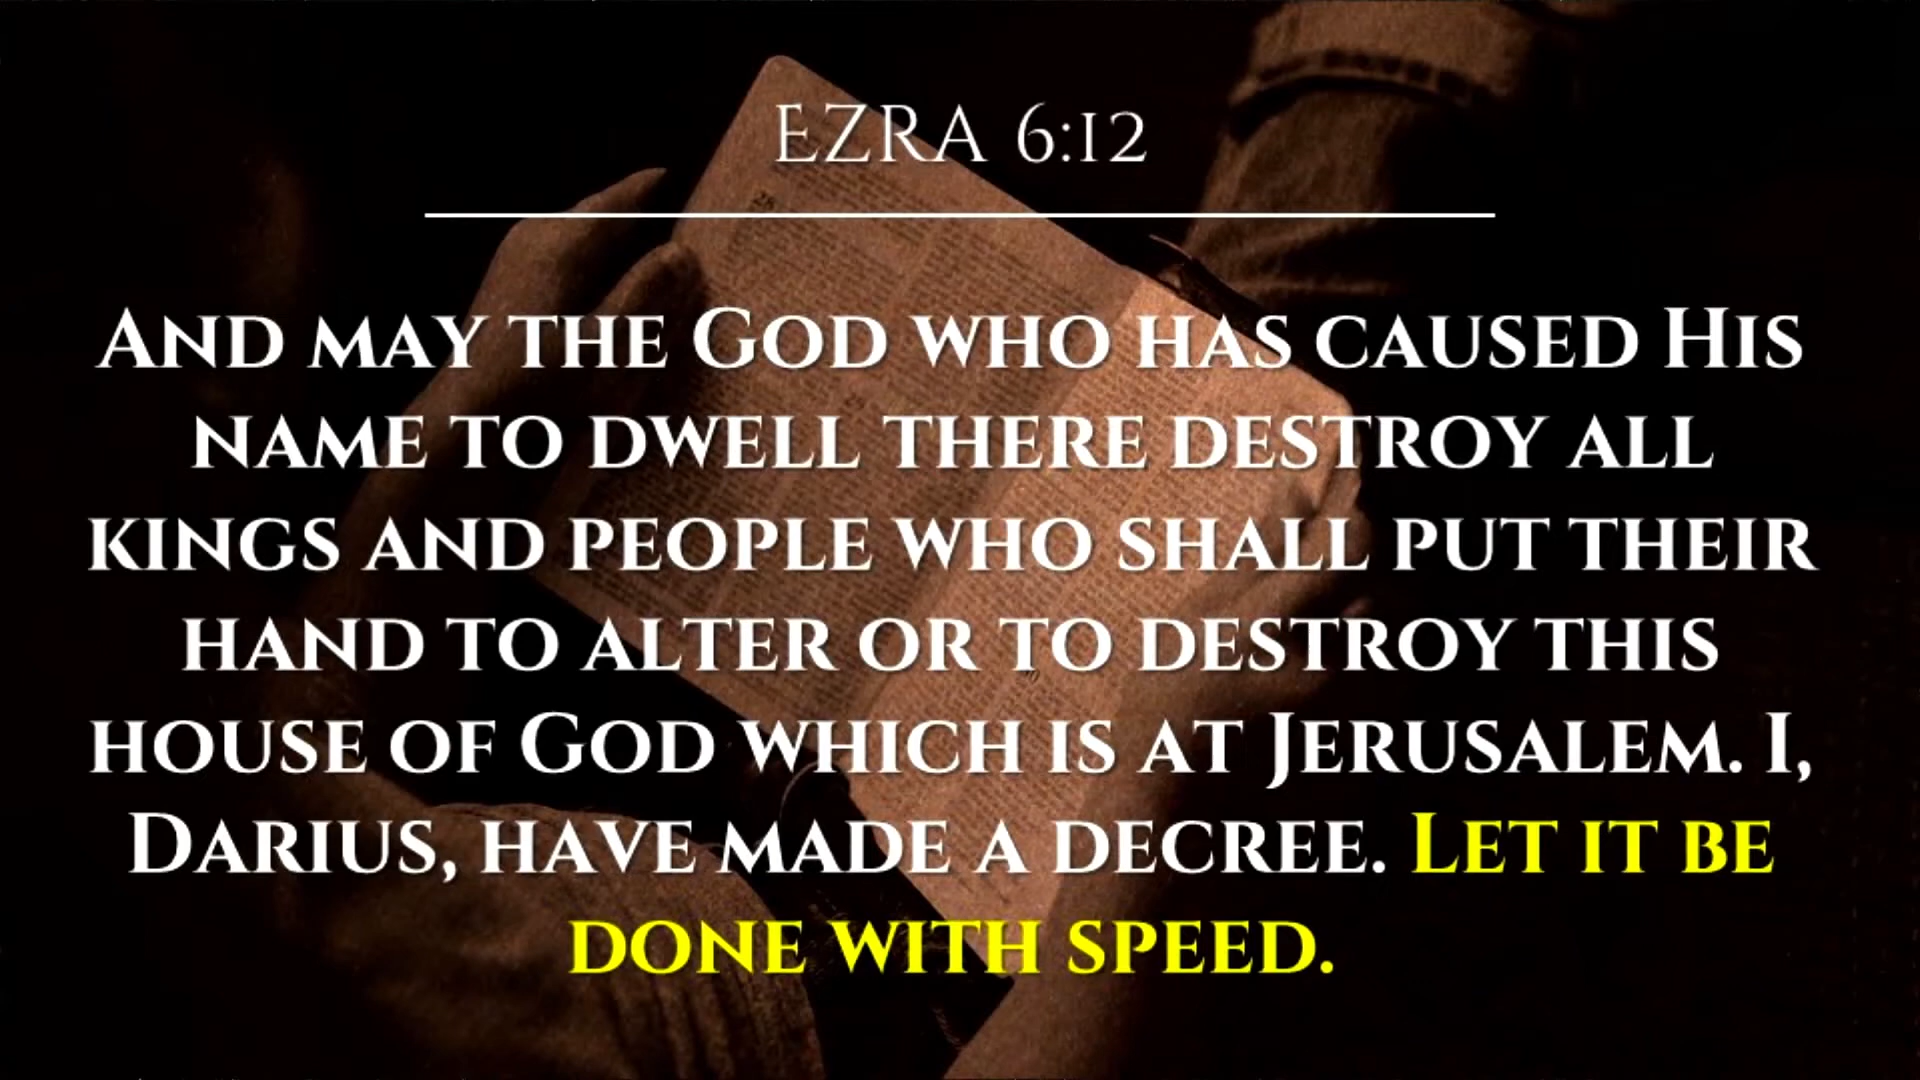 Ezra 6:12
And may the God who has caused His
name to dwell there destroy all
kings and people who shall put their
hand to alter or to destroy this
house of God which is at Jerusalem. I,
Darius, have made a decree. Let it be
done with speed.